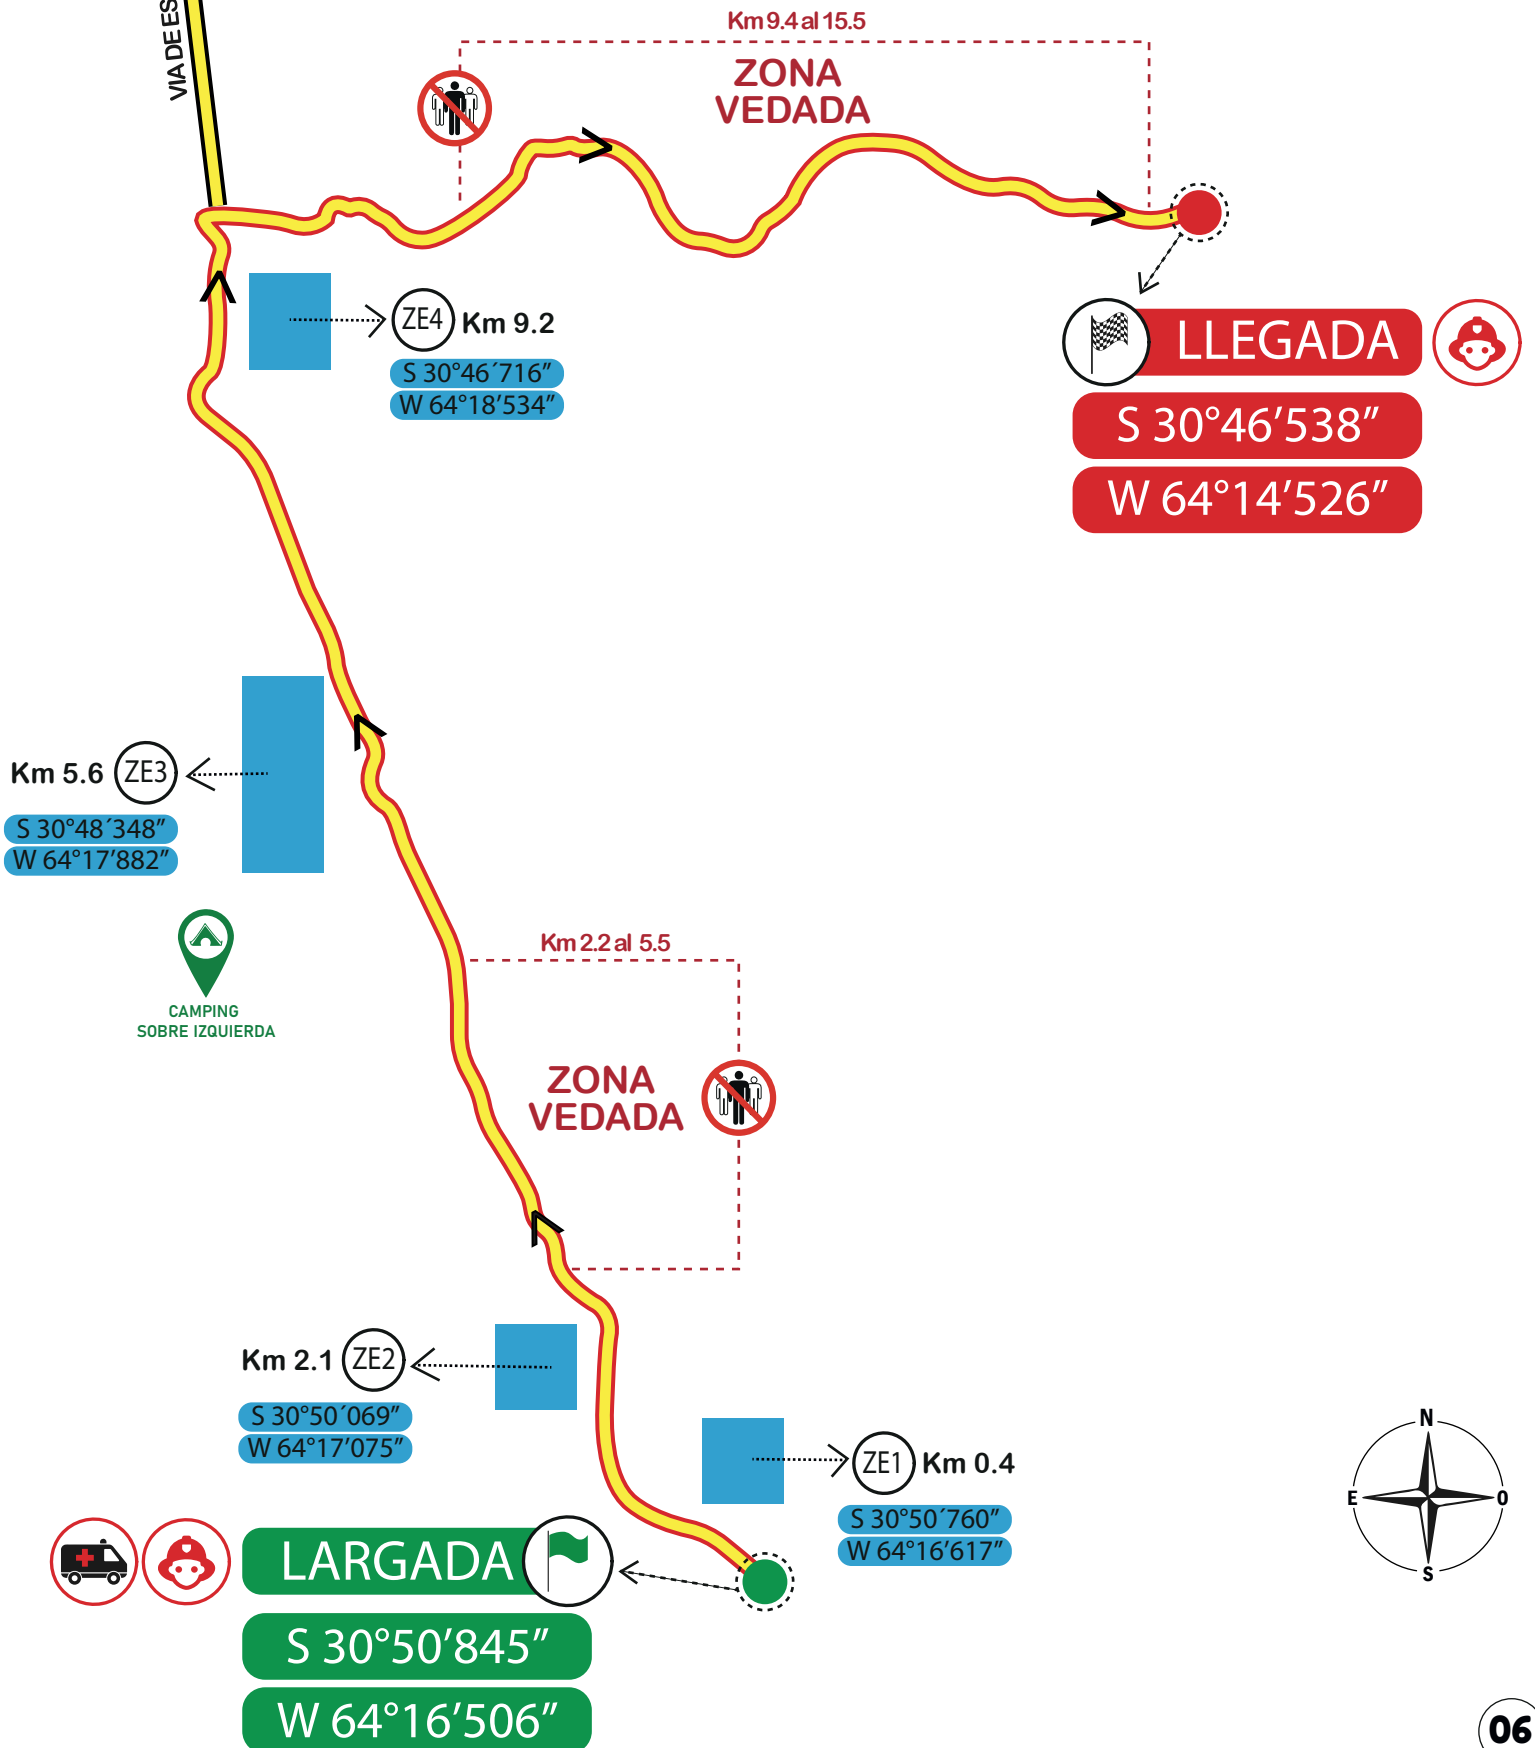 VIA DE ES
Km 9.4 al 15.5
ZONA
VEDADA
ZE4 Km 9.2
S 30°46´716”
W 64°18’534”
LLEGADA
S 30°46’538”
W 64°14’526”
Km 5.6 ZE3
S 30°48´348”
W 64°17’882”
CAMPING
SOBRE IZQUIERDA
Km 2.2 al 5.5
ZONA
VEDADA
Km 2.1 ZE2
S 30°50´069”
W 64°17’075”
ZE1 Km 0.4
S 30°50´760”
W 64°16’617”
LARGADA
S 30°50’845”
W 64°16’506”
N
E O
S
06